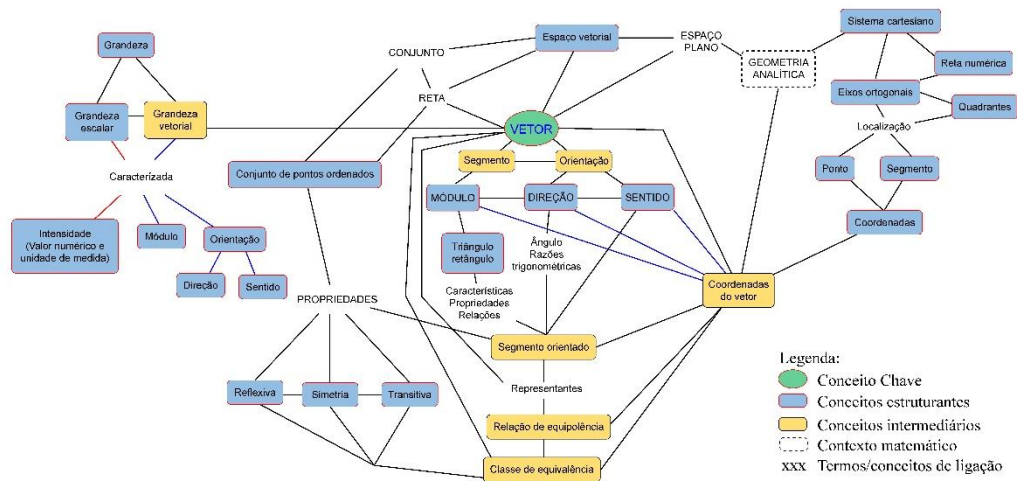 Grandeza
Grandeza
escalar
Grandeza
vetorial
Caracterízada
Intensidade
(Valor numérico e
unidade de medida)
Módulo
Orientação
Direção
Sentido
CONJUNTO
RETA
Espaço vetorial
ESPAÇO
PLANO
GEOMETRIA
ANALÍTICA
Sistema cartesiano
Reta numérica
Eixos ortogonais
Quadrantes
Localização
Ponto
Segmento
Coordenadas
VETOR
Segmento
Orientação
Conjunto de pontos ordenados
MÓDULO
DIREÇÃO
SENTIDO
Triângulo
retângulo
Ângulo
Razões
trigonométricas
Características
Propriedades
Relações
Coordenadas
do vetor
PROPRIEDADES
Segmento orientado
Reflexiva
Simetria
Transitiva
Representantes
Relação de equipolência
Classe de equivalência
Legenda:
Conceito Chave
Conceitos estruturantes
Conceitos intermediários
Contexto matemático
xxx Termos/conceitos de ligação